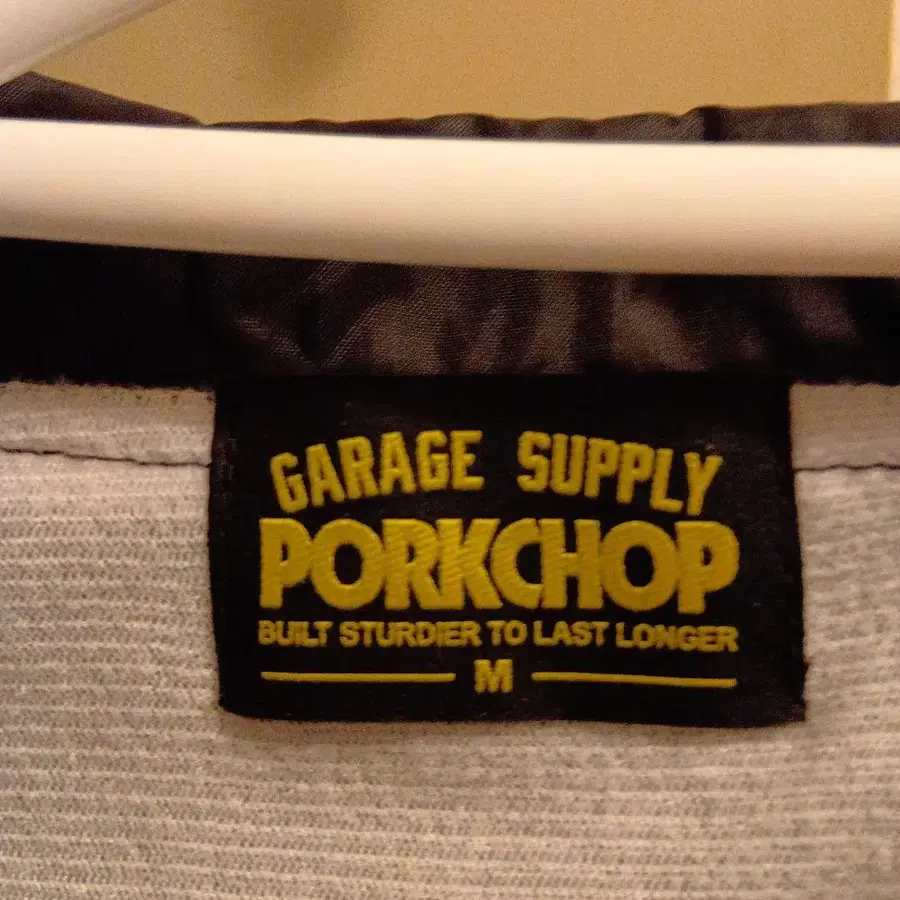 GARAGE SUPPLY
PORKCHOP
BUILT STURDIER TO LAST LONGER
M